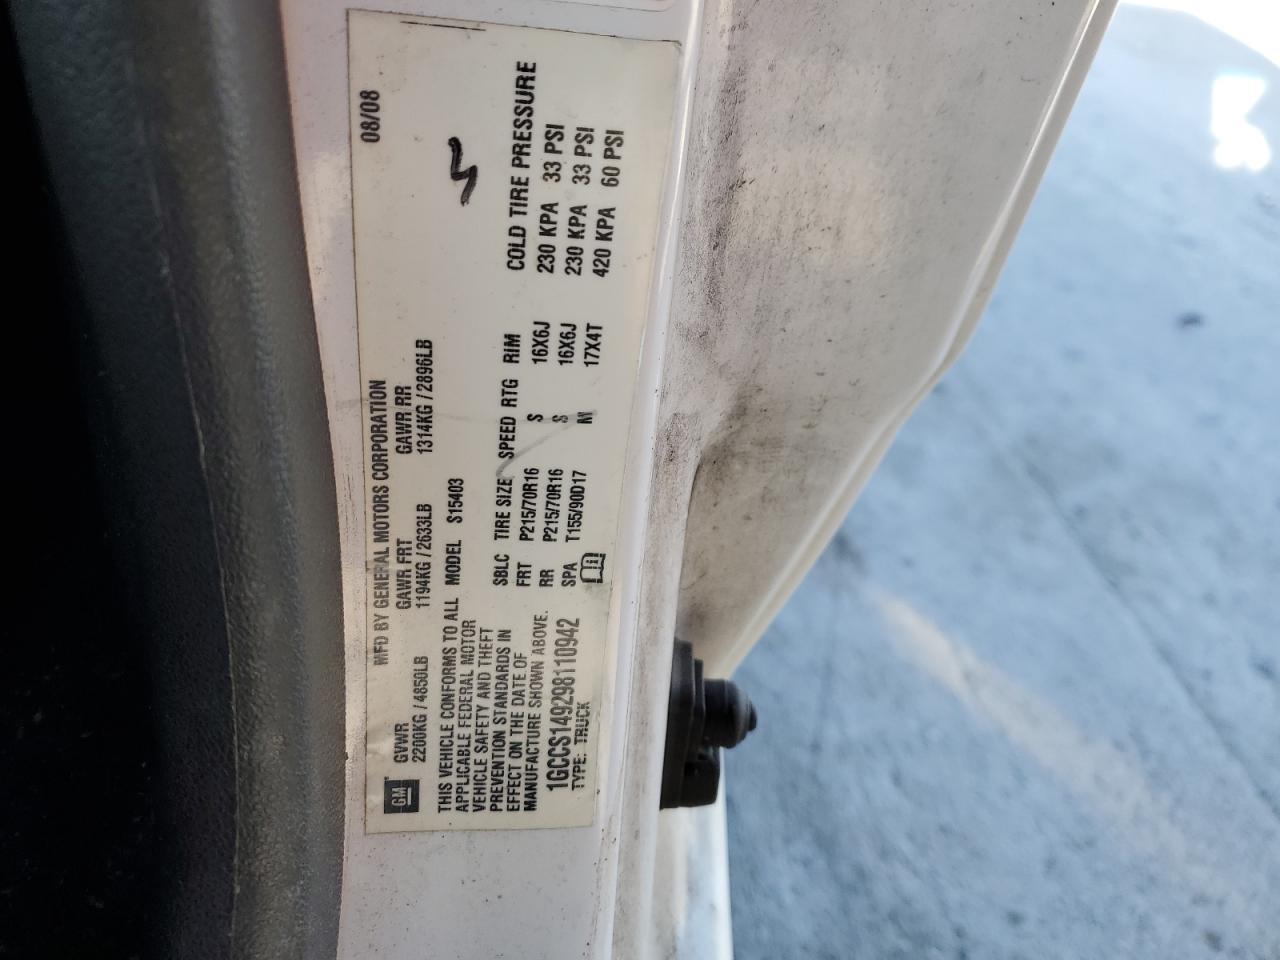 MFD BY GENERAL MOTORS CORPORATION 08/08
GM GVWR GAWR FRT GAWR RR
2200KG / 4850LB 1194KG / 2633LB 1314KG / 2896LB
THIS VEHICLE CONFORMS TO ALL
APPLICABLE FEDERAL MOTOR
VEHICLE SAFETY AND THEFT
PREVENTION STANDARDS IN
EFFECT ON THE DATE OF
MANUFACTURE SHOWN ABOVE.
1GCCS149298110942
TYPE: TRUCK
MODEL S15403
5
SBLC TIRE SIZE SPEED RTG RIM COLD TIRE PRESSURE
FRT P215/70R16 S 16X6J 230 KPA 33 PSI
RR P215/70R16 S 16X6J 230 KPA 33 PSI
SPA T155/90D17 M 17X4T 420 KPA 60 PSI